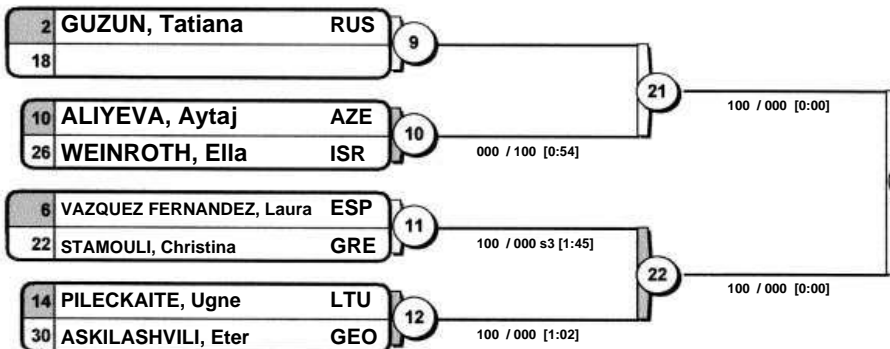 2 GUZUN, Tatiana RUS
18
9
10 ALIYEVA, Aytaj AZE
26 WEINROTH, Ella ISR
10
000 / 100 [0:54]
21
100 / 000 [0:00]
6 VAZQUEZ FERNANDEZ, Laura ESP
22 STAMOULI, Christina GRE
11
100 / 000 s3 [1:45]
14 PILECKAITE, Ugne LTU
30 ASKILASHVILI, Eter GEO
12
100 / 000 [1:02]
22
100 / 000 [0:00]